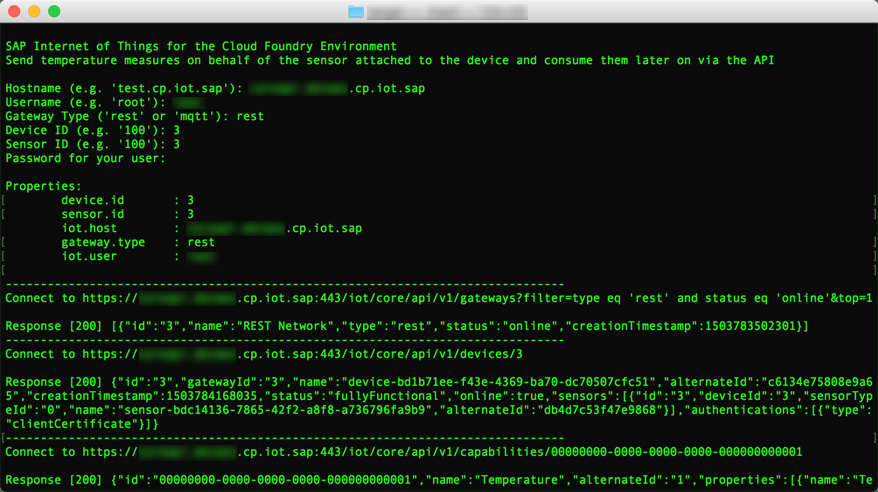 SAP Internet of Things for the Cloud Foundry Environment
Send temperature measures on behalf of the sensor attached to the device and consume them later on via the API
Hostname (e.g. 'test.cp.iot.sap'): .cp.iot.sap
Username (e.g. 'root'):
Gateway Type ('rest' or 'mqtt'): rest
Device ID (e.g. '100'): 3
Sensor ID (e.g. '100'): 3
Password for your user:
Properties:
device.id : 3
sensor.id : 3
iot.host : .cp.iot.sap
gateway.type : rest
iot.user :
--------------------------------------------------------------------------------
Connect to https:// .cp.iot.sap:443/iot/core/api/v1/gateways?filter=type eq 'rest' and status eq 'online'&top=1
Response [200] [{"id":"3","name":"REST Network","type":"rest","status":"online","creationTimestamp":1503783502301}]
--------------------------------------------------------------------------------
Connect to https:// .cp.iot.sap:443/iot/core/api/v1/devices/3
Response [200] {"id":"3","gatewayId":"3","name":"device-bd1b71ee-f43e-4369-ba70-dc70507cfc51","alternateId":"c6134e75808e9a6
5","creationTimestamp":1503784168035,"status":"fullyFunctional","online":true,"sensors":[{"id":"3","deviceId":"3","sensorTyp
eId":"0","name":"sensor-bdc14136-7865-42f2-a8f8-a736796fa9b9","alternateId":"db4d7c53f47e9868"}],"authentications":[{"type":
"clientCertificate"}]}
--------------------------------------------------------------------------------
Connect to https:// .cp.iot.sap:443/iot/core/api/v1/capabilities/00000000-0000-0000-0000-000000000001
Response [200] {"id":"00000000-0000-0000-0000-000000000001","name":"Temperature","alternateId":"1","properties":[{"name":"Te